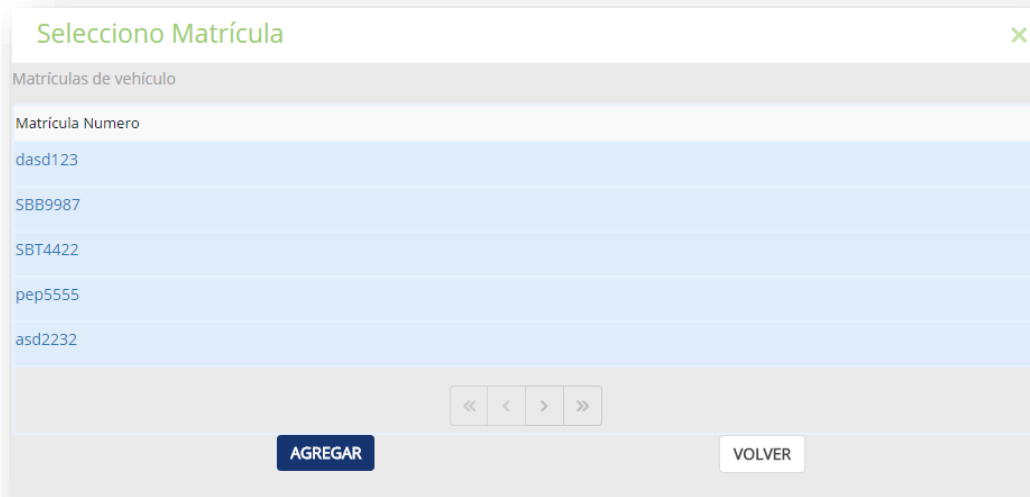 Selecciono Matrícula
Matrículas de vehículo
Matrícula Numero
dasd123
SBB9987
SBT4422
pep5555
asd2232
AGREGAR VOLVER